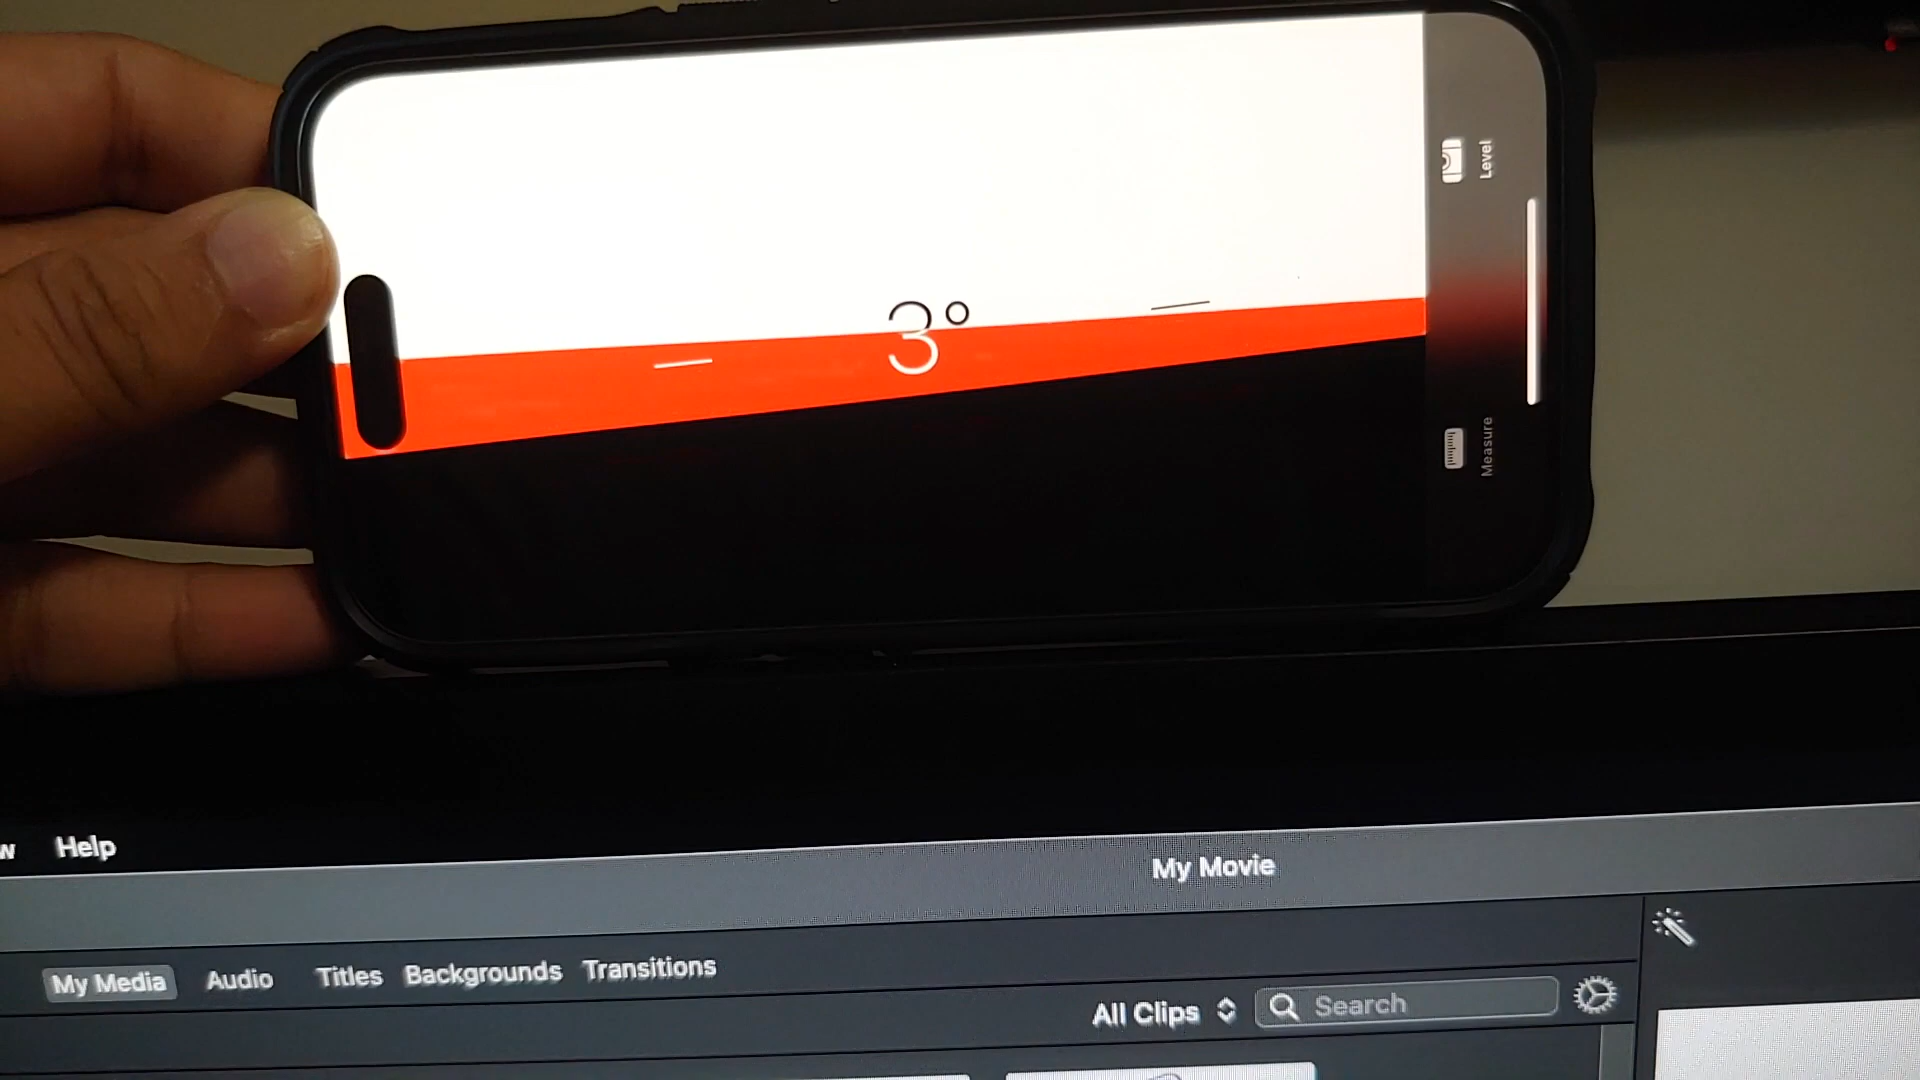 3°
Level
Measure
w Help
My Movie
My Media Audio Titles Backgrounds Transitions
All Clips Search